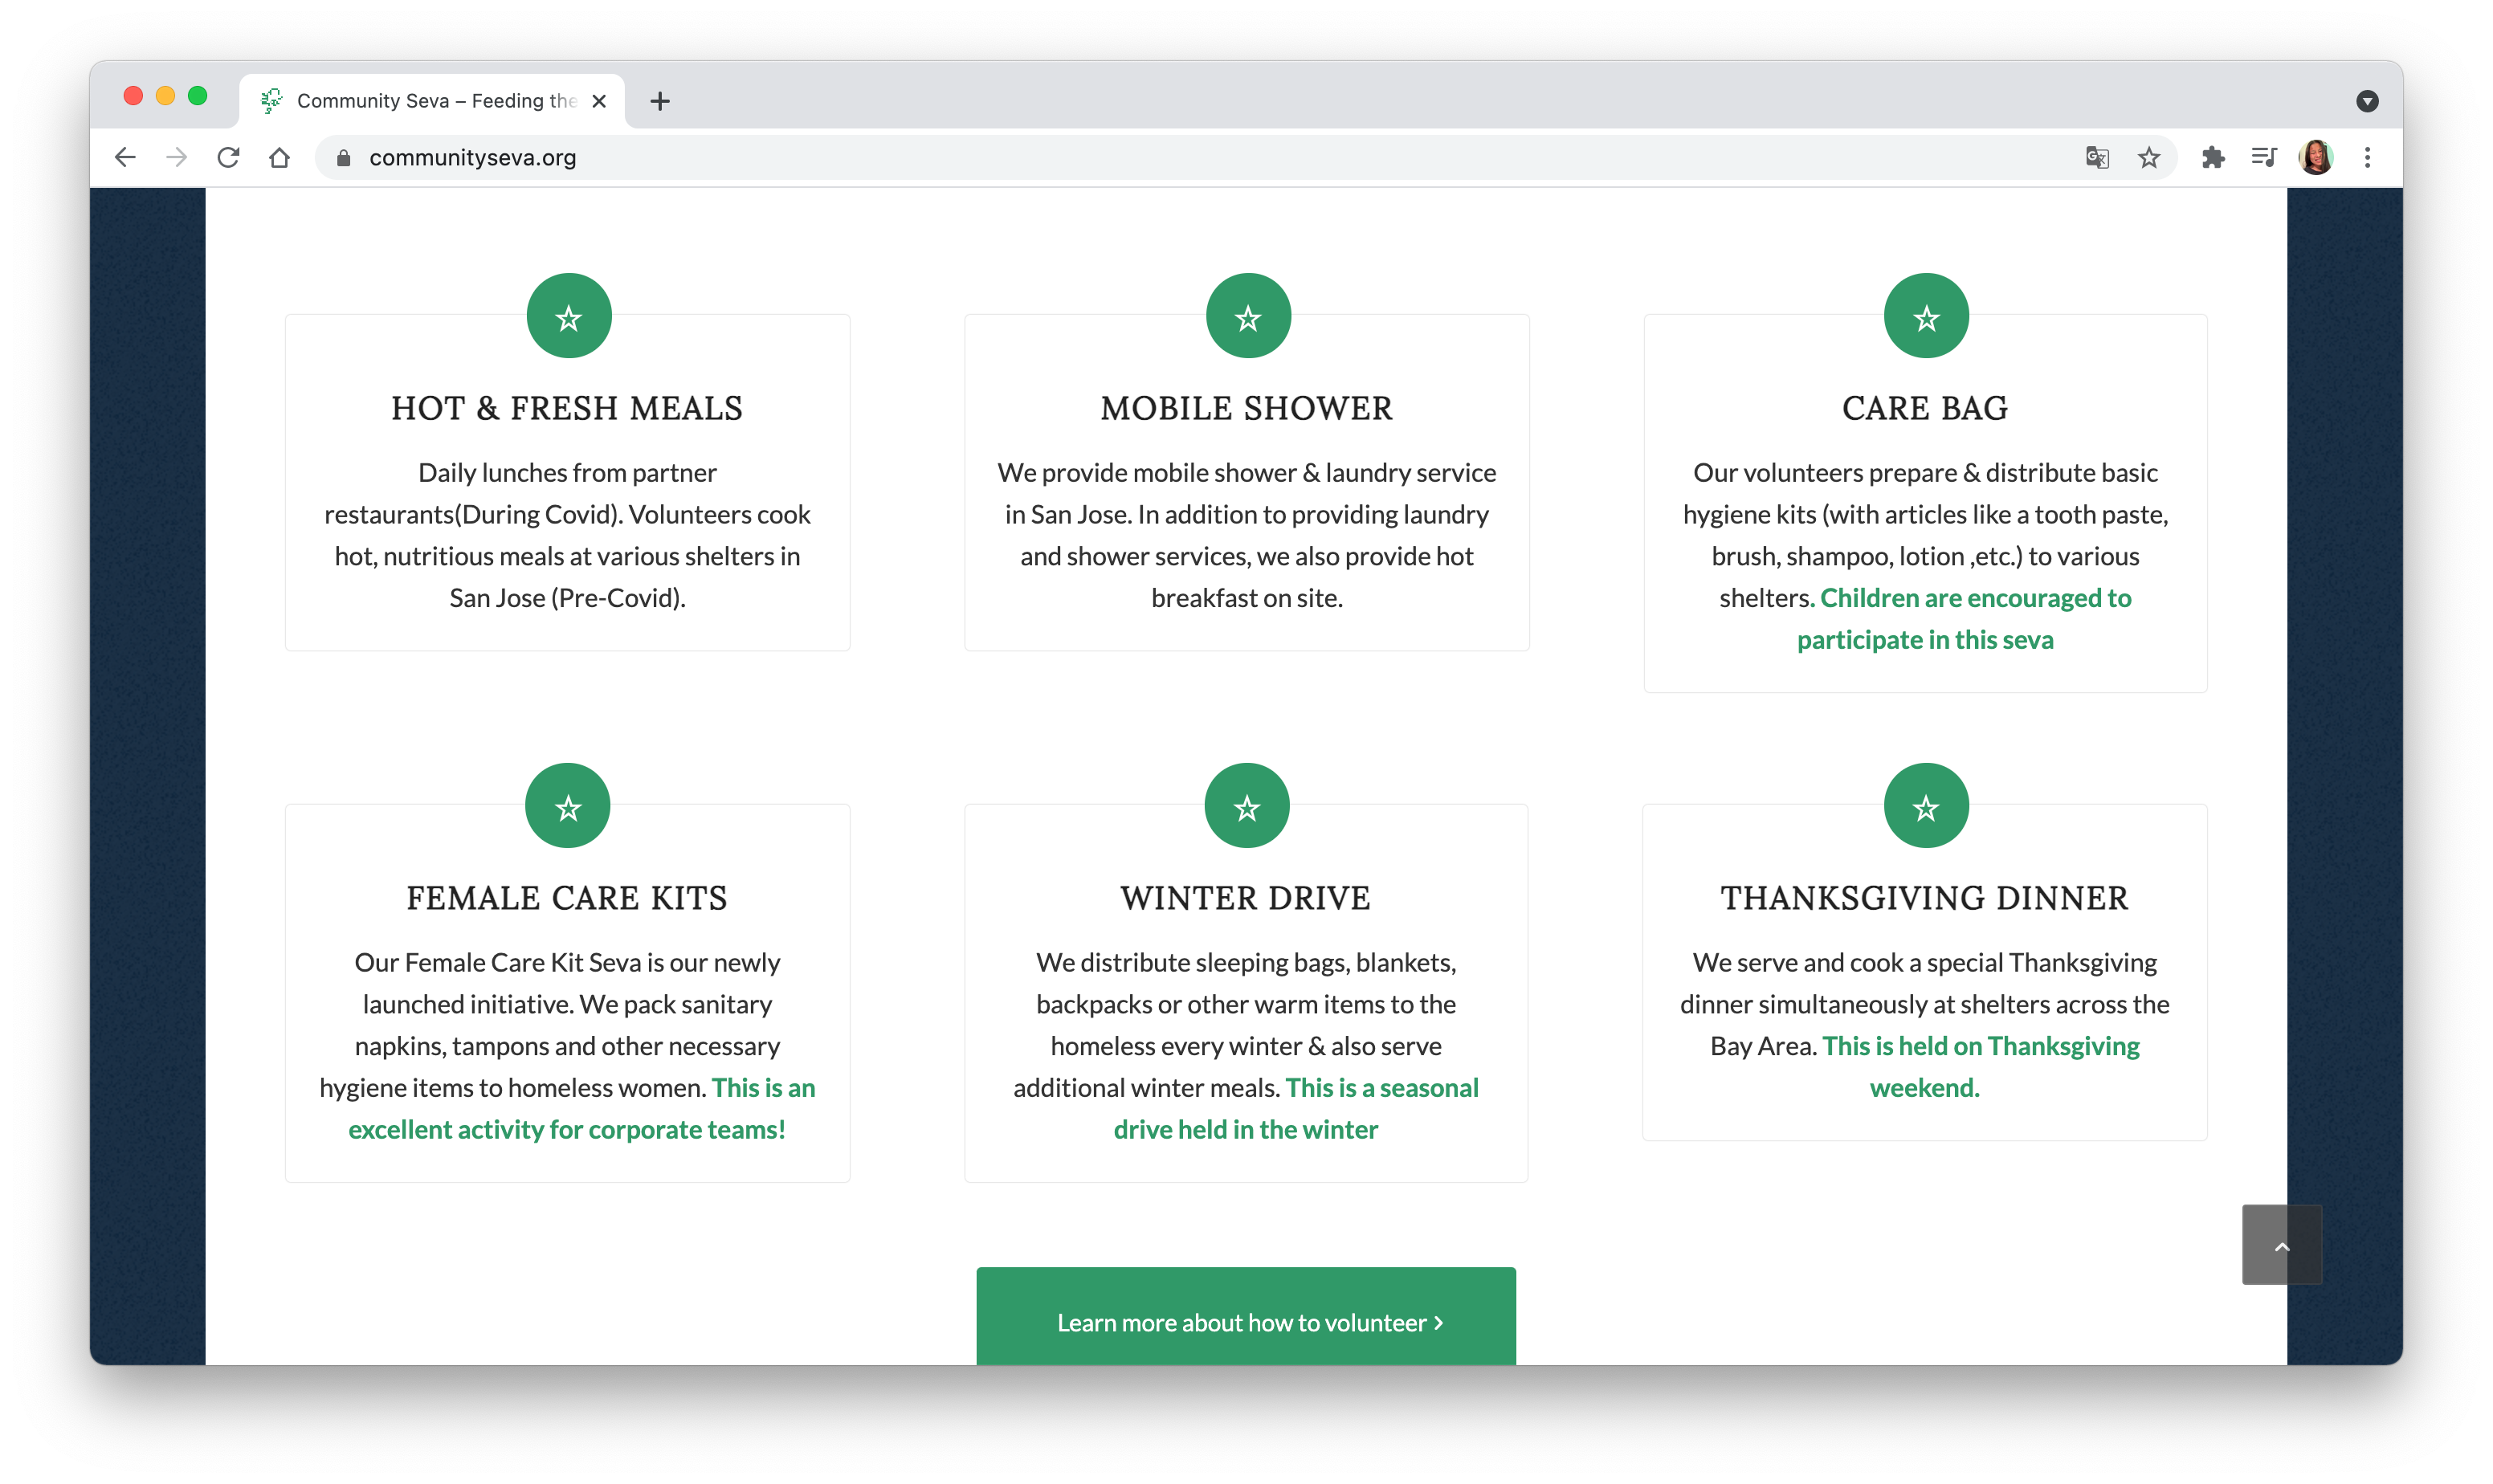 Community Seva – Feeding the
communityseva.org
HOT & FRESH MEALS
Daily lunches from partner
restaurants(During Covid). Volunteers cook
hot, nutritious meals at various shelters in
San Jose (Pre-Covid).
MOBILE SHOWER
We provide mobile shower & laundry service
in San Jose. In addition to providing laundry
and shower services, we also provide hot
breakfast on site.
CARE BAG
Our volunteers prepare & distribute basic
hygiene kits (with articles like a tooth paste,
brush, shampoo, lotion ,etc.) to various
shelters. Children are encouraged to
participate in this seva
FEMALE CARE KITS
Our Female Care Kit Seva is our newly
launched initiative. We pack sanitary
napkins, tampons and other necessary
hygiene items to homeless women. This is an
excellent activity for corporate teams!
WINTER DRIVE
We distribute sleeping bags, blankets,
backpacks or other warm items to the
homeless every winter & also serve
additional winter meals. This is a seasonal
drive held in the winter
THANKSGIVING DINNER
We serve and cook a special Thanksgiving
dinner simultaneously at shelters across the
Bay Area. This is held on Thanksgiving
weekend.
Learn more about how to volunteer >